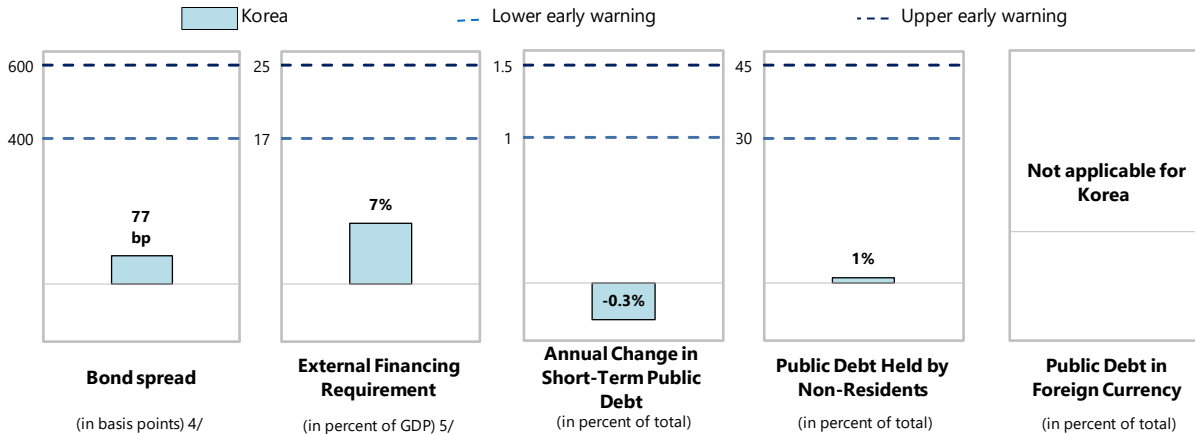 Korea
Lower early warning
Upper early warning
600
400
77
bp
Bond spread
(in basis points) 4/
25
17
7%
External Financing
Requirement
(in percent of GDP) 5/
1.5
1
-0.3%
Annual Change in
Short-Term Public
Debt
(in percent of total)
45
30
1%
Public Debt Held by
Non-Residents
(in percent of total)
Not applicable for
Korea
Public Debt in
Foreign Currency
(in percent of total)